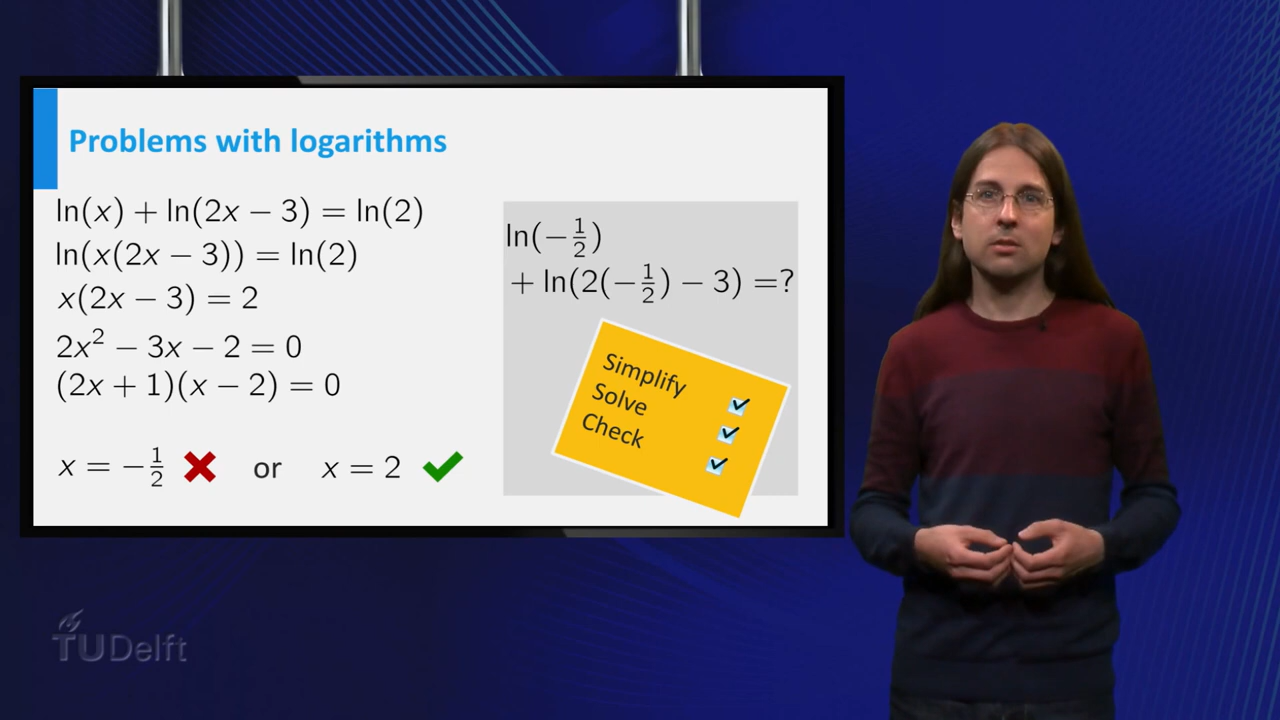 Problems with logarithms
ln(x) + ln(2x − 3) = ln(2)
ln(x(2x − 3)) = ln(2)
x(2x − 3) = 2
2x² − 3x − 2 = 0
(2x + 1)(x − 2) = 0
x = −1/2 ✗ or x = 2 ✓
ln(−1/2)
+ ln(2(−1/2) − 3) =?
Simplify ✓
Solve ✓
Check ✓
TU Delft